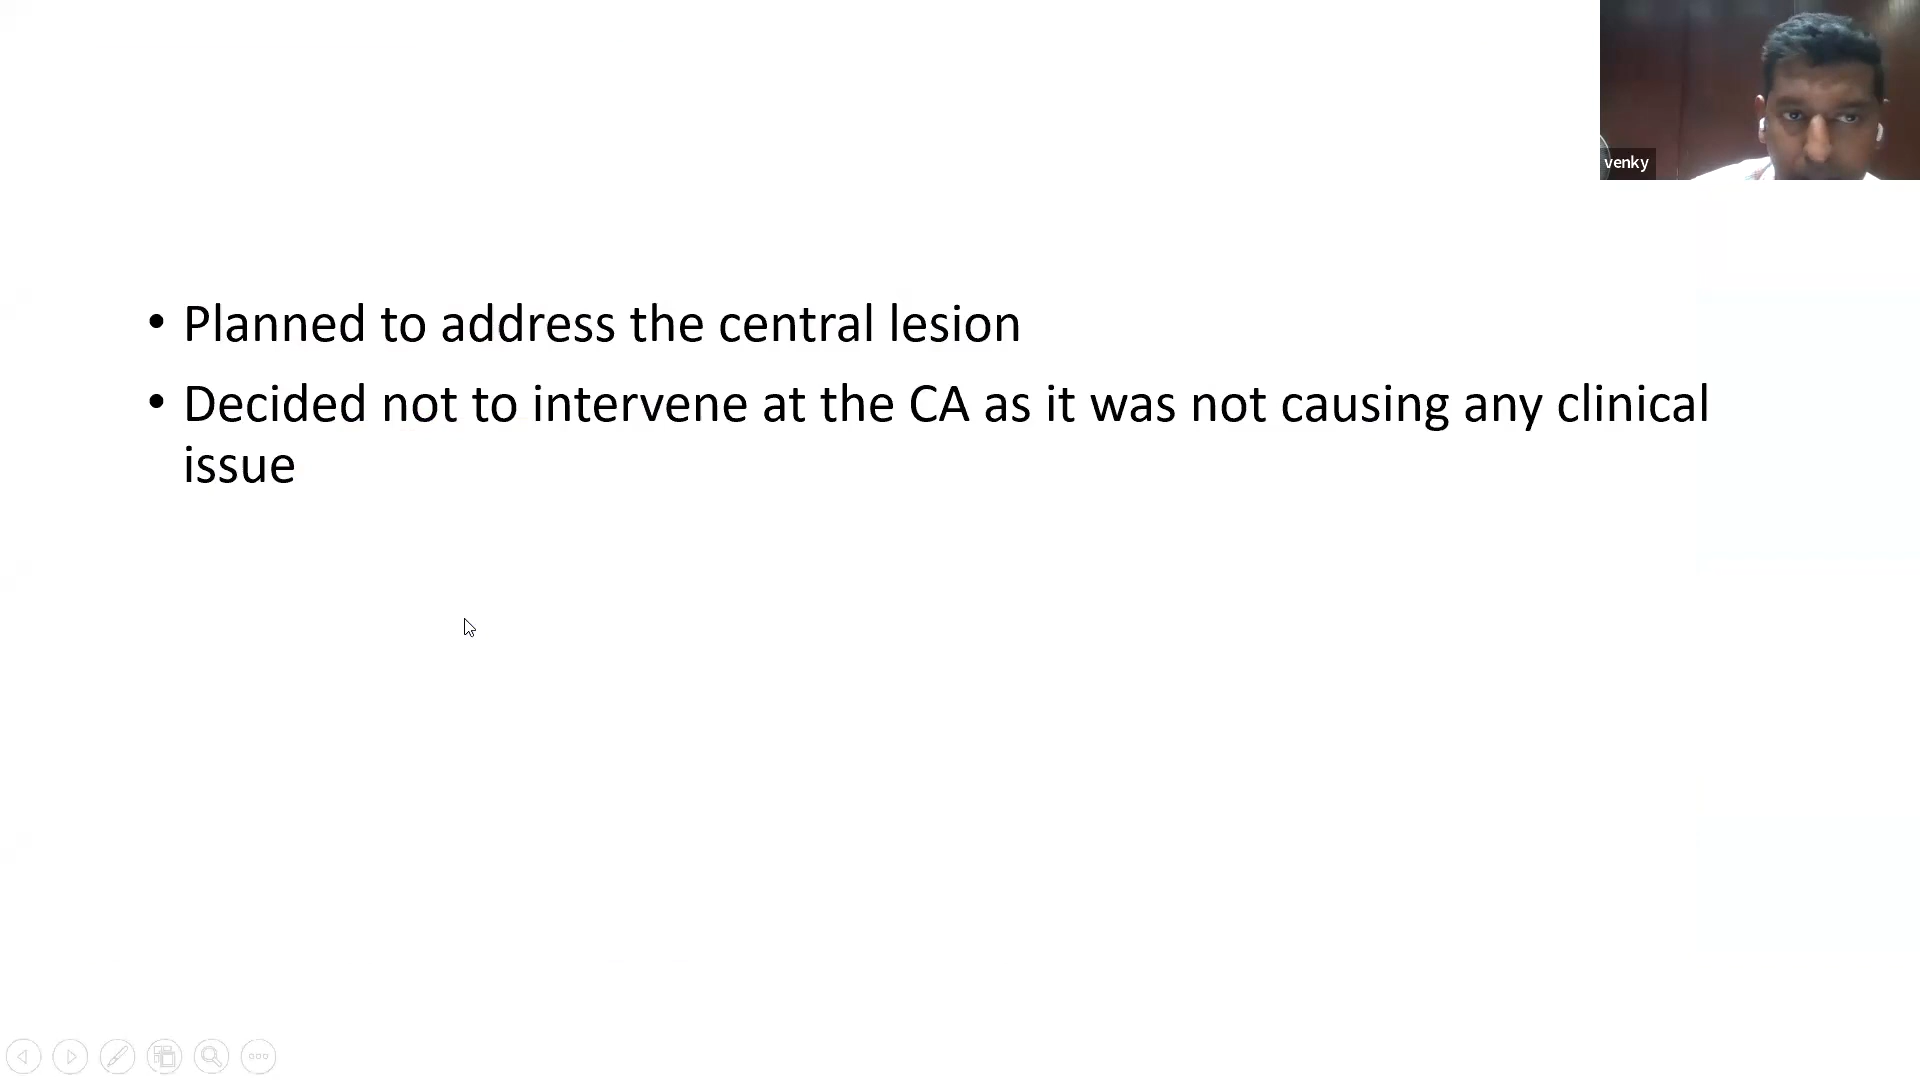 venky
• Planned to address the central lesion
• Decided not to intervene at the CA as it was not causing any clinical
issue